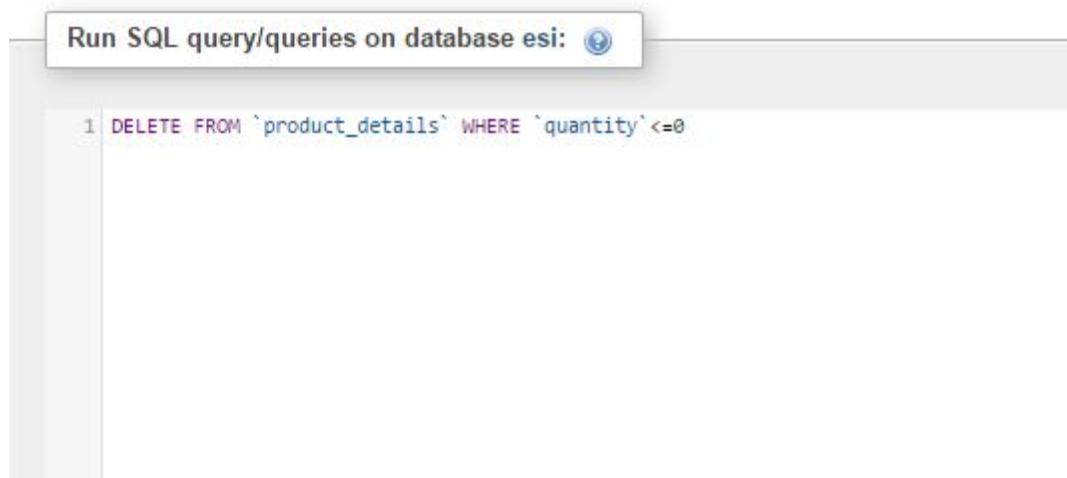 Run SQL query/queries on database esi:
1 DELETE FROM `product_details` WHERE `quantity`<=0